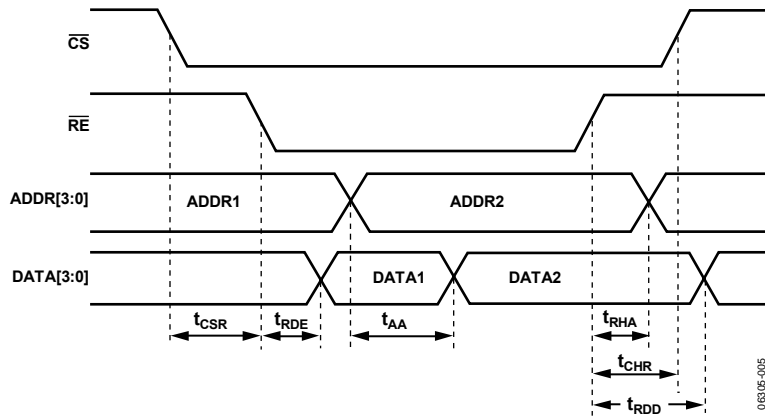 CS
RE
ADDR[3:0] ADDR1 ADDR2
DATA[3:0] DATA1 DATA2
tCSR tRDE tAA tRHA
tCHR
tRDD
06305-005